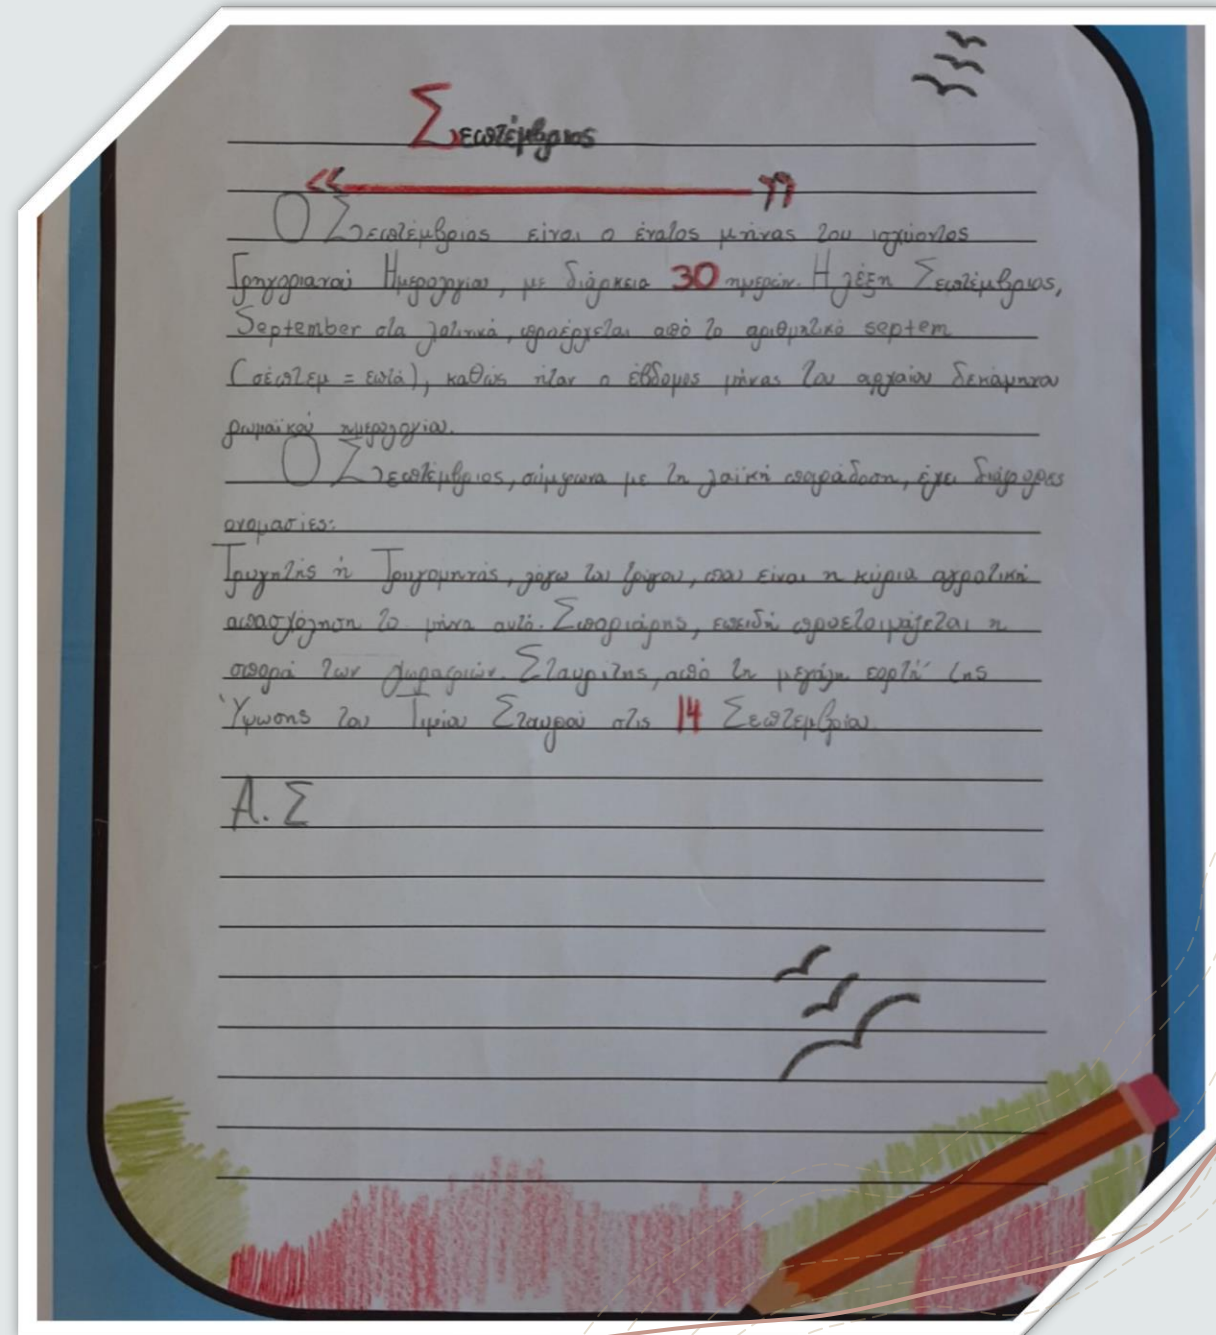 Σεπτέμβριος
Ο Σεπτέμβριος είναι ο ένατος μήνας του ισχύοντος
Γρηγοριανού Ημερολογίου, με διάρκεια 30 ημερών. Η λέξη Σεπτέμβριος,
September στα λατινικά, προέρχεται από το αριθμητικό septem
(σέπτεμ = επτά), καθώς ήταν ο έβδομος μήνας του αρχαίου δεκάμηνου
ρωμαϊκού ημερολογίου.
Ο Σεπτέμβριος, σύμφωνα με τη λαϊκή παράδοση, έχει διάφορες
ονομασίες:
Τρυγητής ή Τρυγομηνάς, λόγω του τρύγου, που είναι η κύρια αγροτική
απασχόληση το μήνα αυτό. Σποριάρης, επειδή προετοιμάζεται η
σπορά των χωραφιών. Σταυρίτης, από τη μεγάλη εορτή της
Ύψωσης του Τιμίου Σταυρού στις 14 Σεπτεμβρίου.
Α. Σ